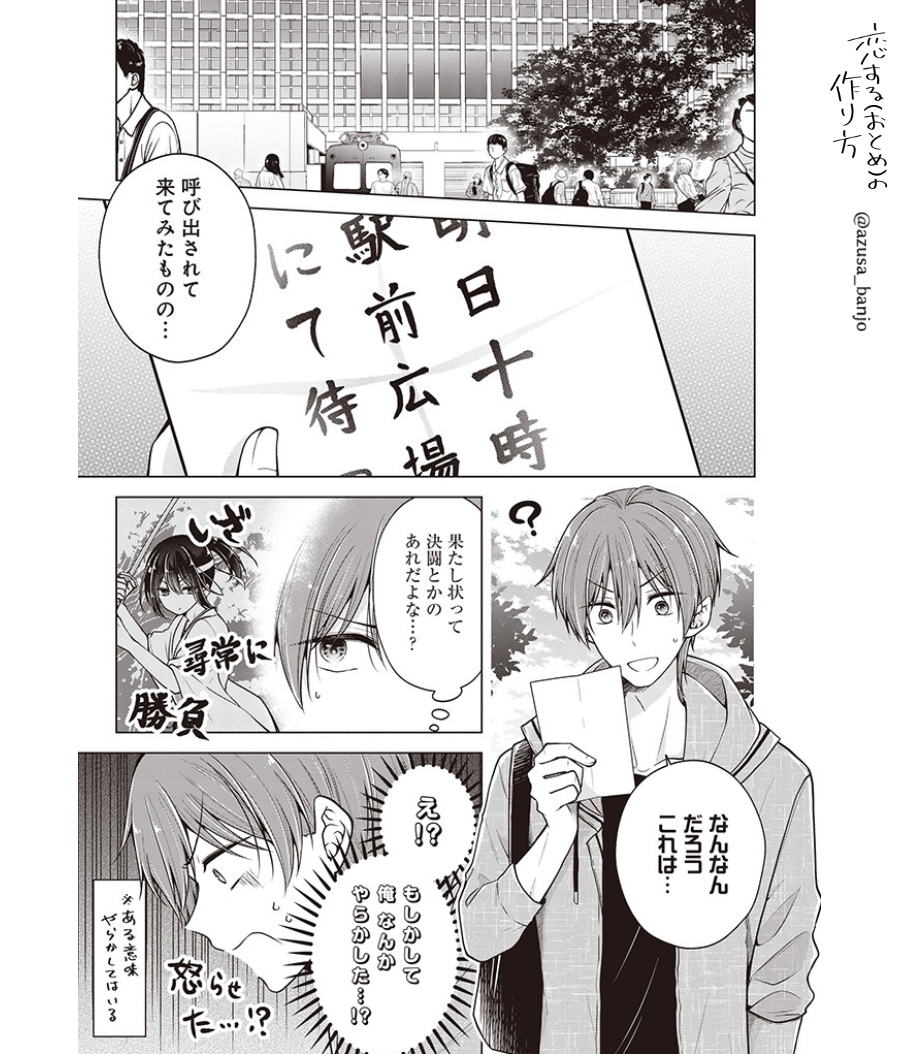 恋する(おとめ)の
作り方
@azusa_banjo
呼び出されて
来てみたものの…
明日十時
駅前広場
にて待
なんなん
だろコ
これは…
果たし状って
決闘とかの
あれだよな…?
いざ
尋常に
勝負
え!?
もしかして
俺なんか
やらかした…!?
怒らせ
た…!?
※ある意味
やらかしてはいる